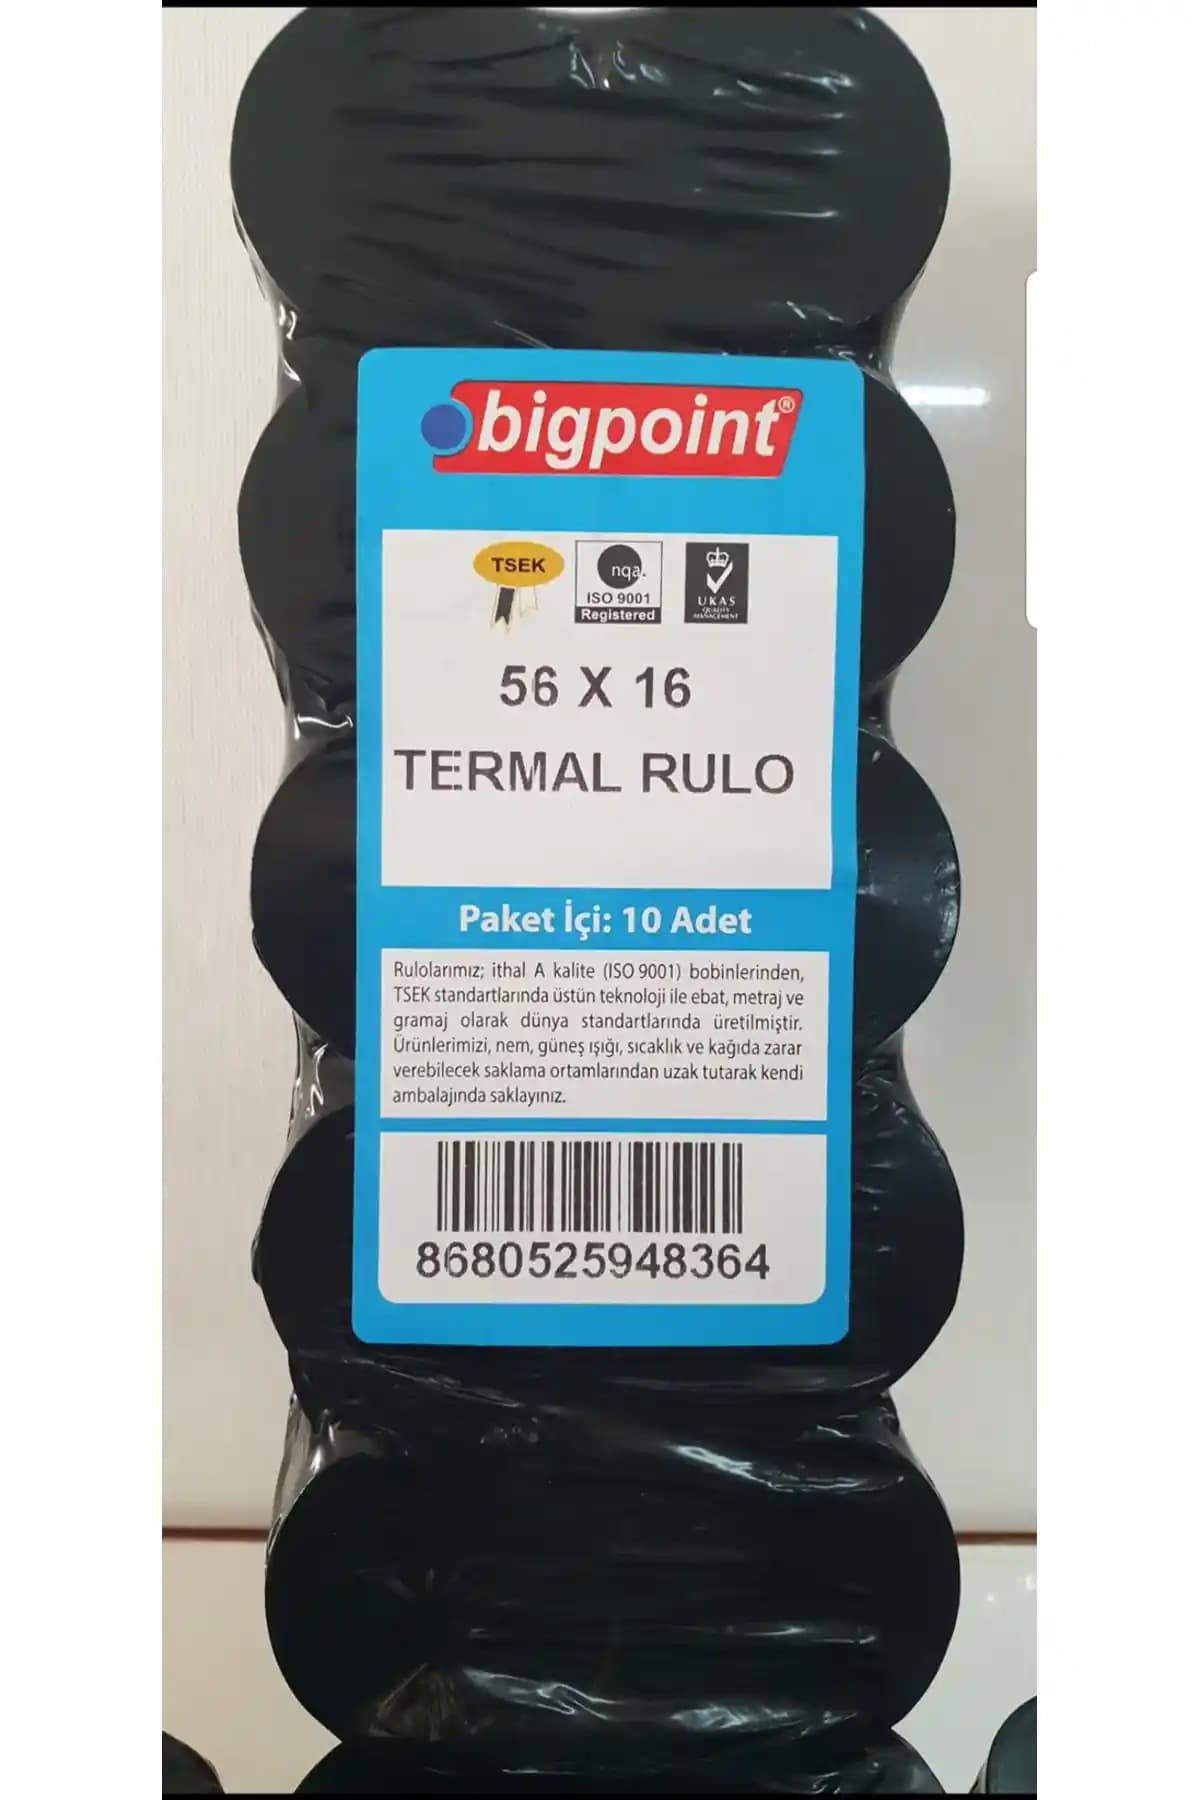 bigpoint®
TSEK
nqa.
ISO 9001
Registered
UKAS
QUALITY
MANAGEMENT
56 X 16
TERMAL RULO
Paket İçi: 10 Adet
Rulolarımız; ithal A kalite (ISO 9001) bobinlerinden,
TSEK standartlarında üstün teknoloji ile ebat, metraj ve
gramaj olarak dünya standartlarında üretilmiştir.
Ürünlerimizi, nem, güneş ışığı, sıcaklık ve kağıda zarar
verebilecek saklama ortamlarından uzak tutarak kendi
ambalajında saklayınız.
8680525948364